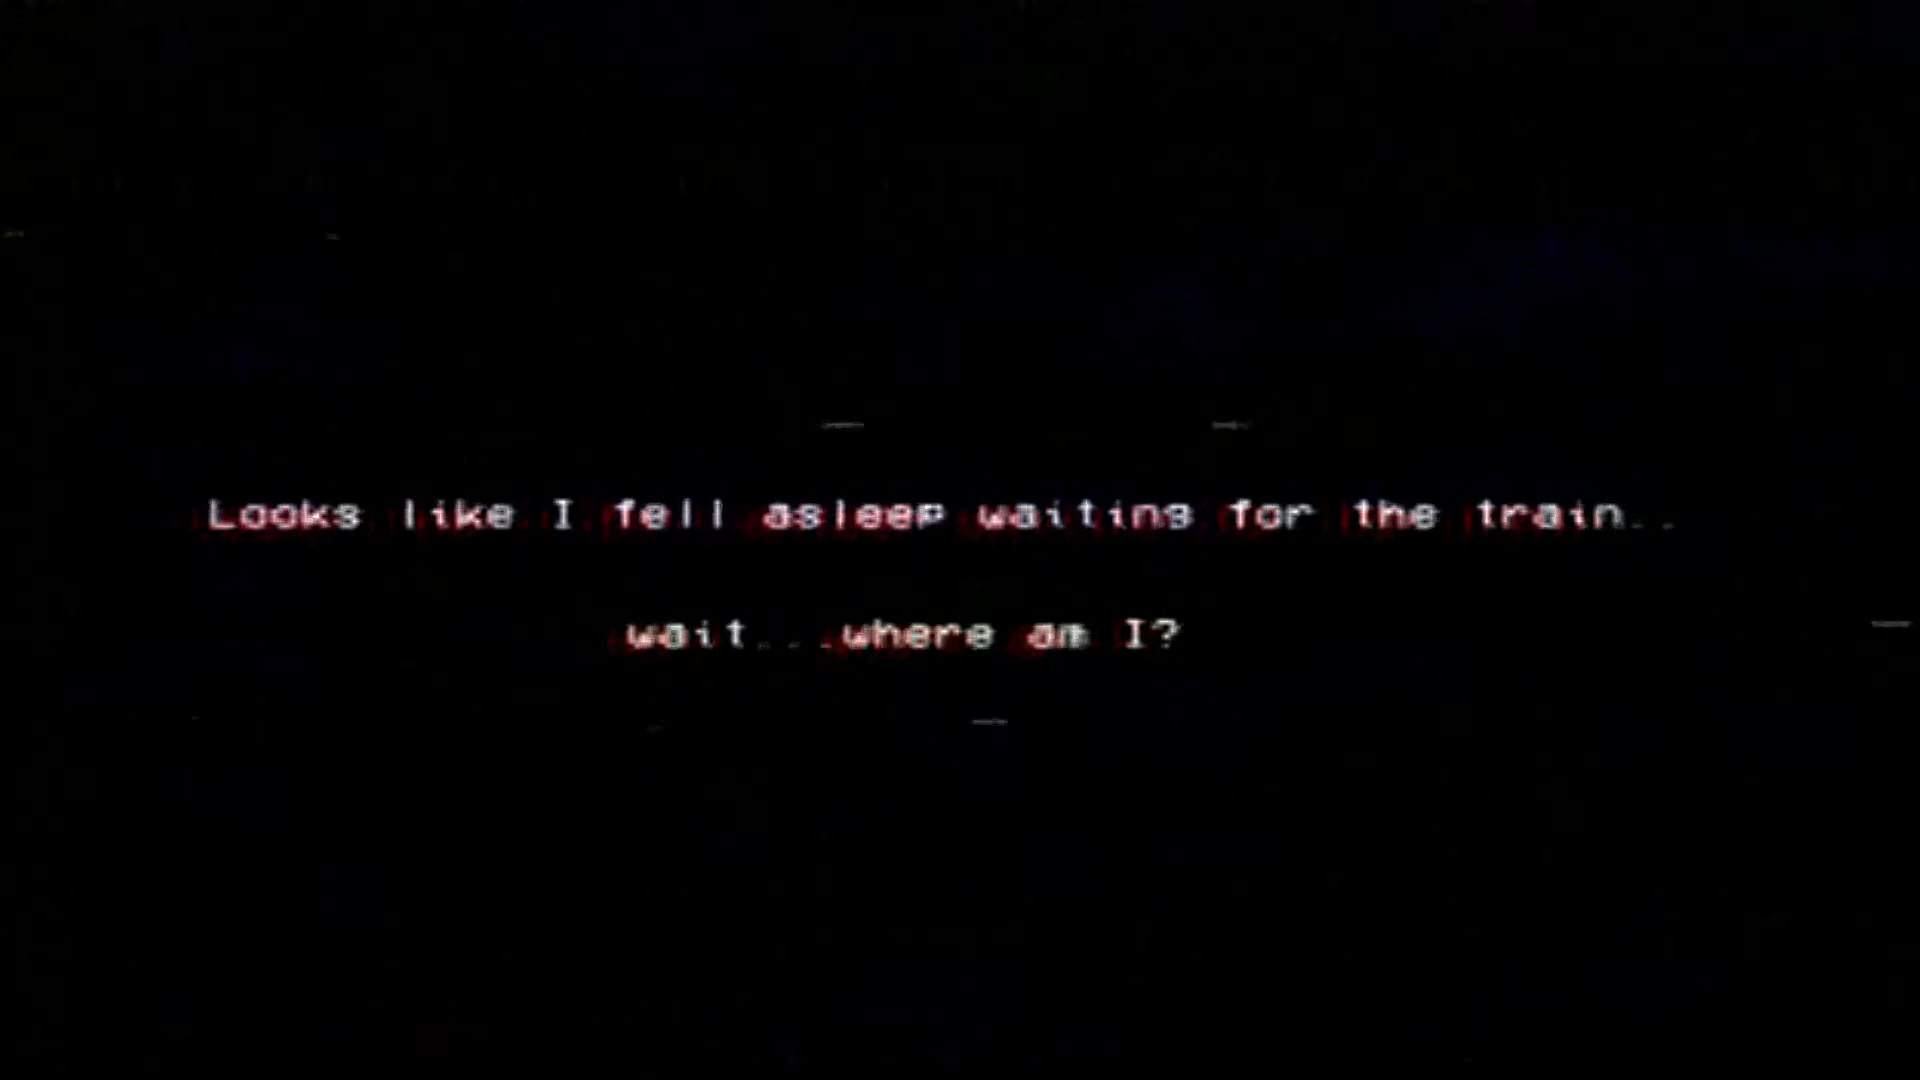 Looks like I fell asleep waiting for the train..
wait...where am I?